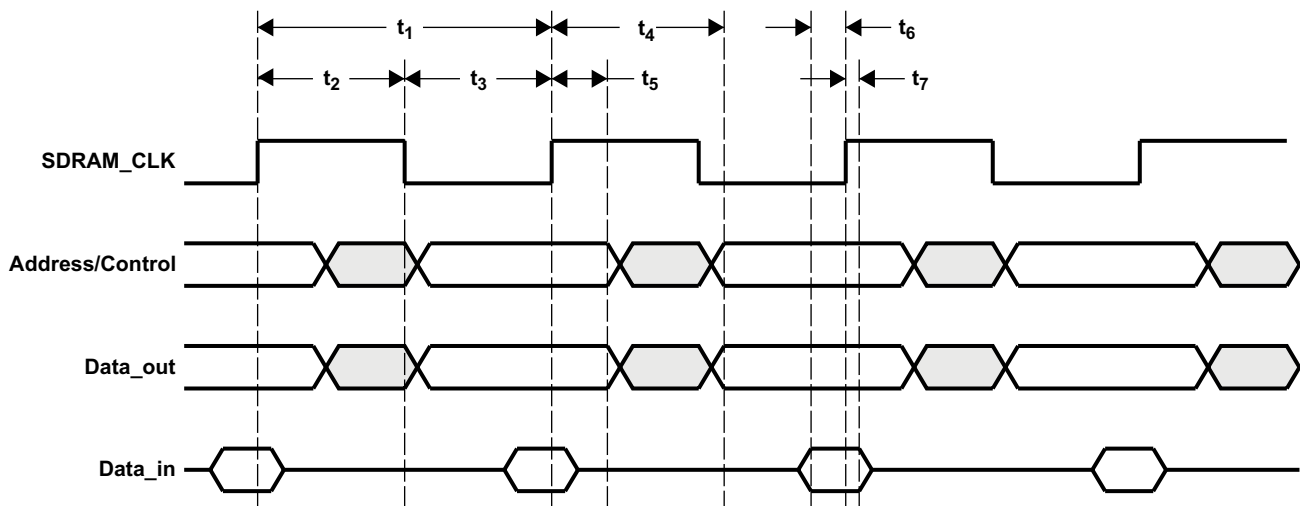 t₁ t₄ t₆
t₂ t₃ t₅ t₇
SDRAM_CLK
Address/Control
Data_out
Data_in